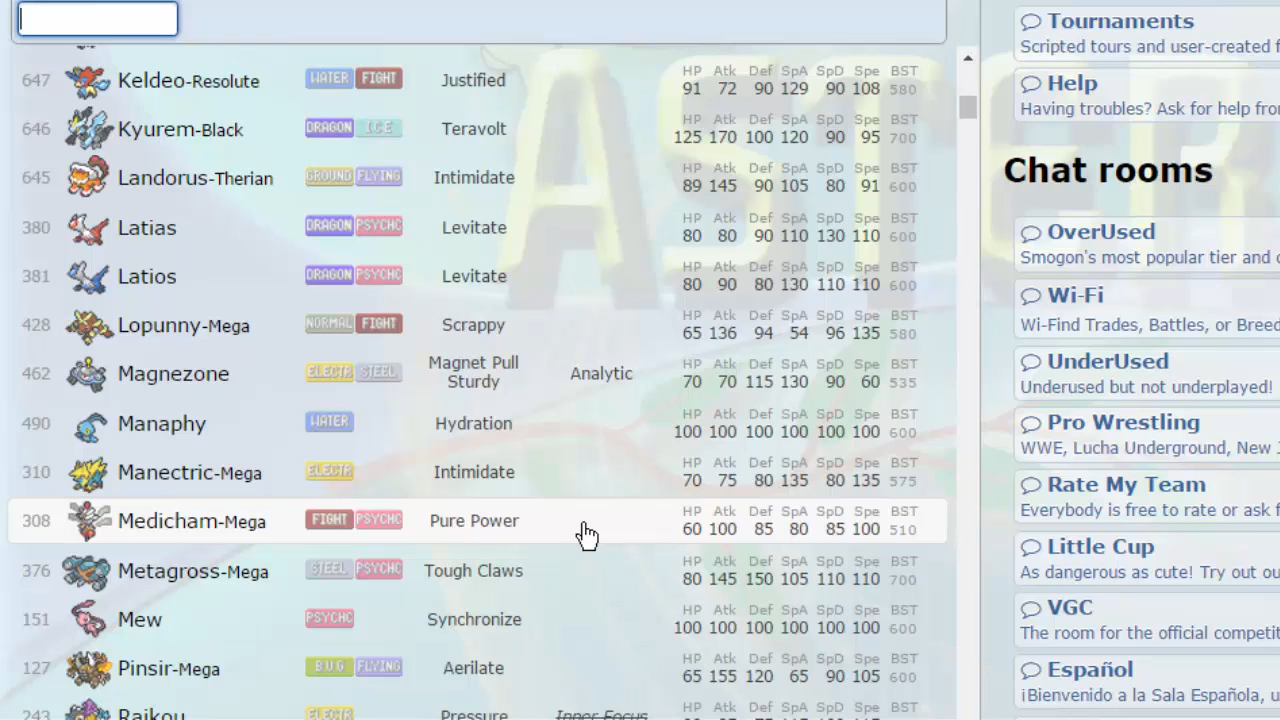 647 Keldeo-Resolute WATER FIGHT Justified HP 91 Atk 72 Def 90 SpA 129 SpD 90 Spe 108 BST 580
646 Kyurem-Black DRAGON ICE Teravolt HP 125 Atk 170 Def 100 SpA 120 SpD 90 Spe 95 BST 700
645 Landorus-Therian GROUND FLYING Intimidate HP 89 Atk 145 Def 90 SpA 105 SpD 80 Spe 91 BST 600
380 Latias DRAGON PSYCHC Levitate HP 80 Atk 80 Def 90 SpA 110 SpD 130 Spe 110 BST 600
381 Latios DRAGON PSYCHC Levitate HP 80 Atk 90 Def 80 SpA 130 SpD 110 Spe 110 BST 600
428 Lopunny-Mega NORMAL FIGHT Scrappy HP 65 Atk 136 Def 94 SpA 54 SpD 96 Spe 135 BST 580
462 Magnezone ELECTR STEEL Magnet Pull Sturdy Analytic HP 70 Atk 70 Def 115 SpA 130 SpD 90 Spe 60 BST 535
490 Manaphy WATER Hydration HP 100 Atk 100 Def 100 SpA 100 SpD 100 Spe 100 BST 600
310 Manectric-Mega ELECTR Intimidate HP 70 Atk 75 Def 80 SpA 135 SpD 80 Spe 135 BST 575
308 Medicham-Mega FIGHT PSYCHC Pure Power HP 60 Atk 100 Def 85 SpA 80 SpD 85 Spe 100 BST 510
376 Metagross-Mega STEEL PSYCHC Tough Claws HP 80 Atk 145 Def 150 SpA 105 SpD 110 Spe 110 BST 700
151 Mew PSYCHC Synchronize HP 100 Atk 100 Def 100 SpA 100 SpD 100 Spe 100 BST 600
127 Pinsir-Mega BUG FLYING Aerilate HP 65 Atk 155 Def 120 SpA 65 SpD 90 Spe 105 BST 600
243 Raikou ELECTR Pressure Inner Focus
ASTER
Tournaments
Scripted tours and user-created
Help
Having troubles? Ask for help from
Chat rooms
OverUsed
Smogon's most popular tier and
Wi-Fi
Wi-Find Trades, Battles, or Breed
UnderUsed
Underused but not underplayed!
Pro Wrestling
WWE, Lucha Underground, New
Rate My Team
Everybody is free to rate or ask
Little Cup
As dangerous as cute! Try out
VGC
The room for the official
Español
¡Bienvenido a la Sala Española,